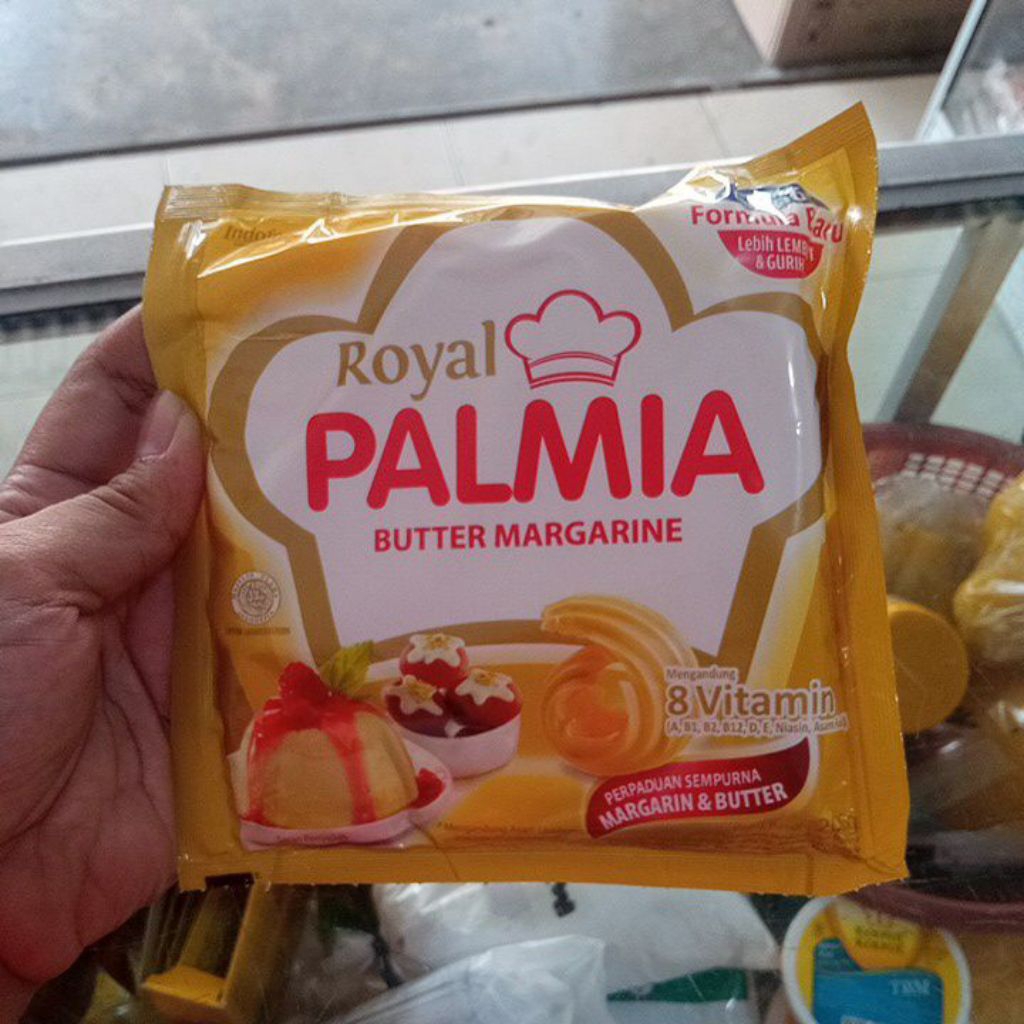 Formula Baru
Lebih LEMBUT
& GURIH
Royal
PALMIA
BUTTER MARGARINE
Mengandung
8 Vitamin
(A, B1, B2, B12, D, E, Niasin, Asam
PERPADUAN SEMPURNA
MARGARIN & BUTTER
TBM